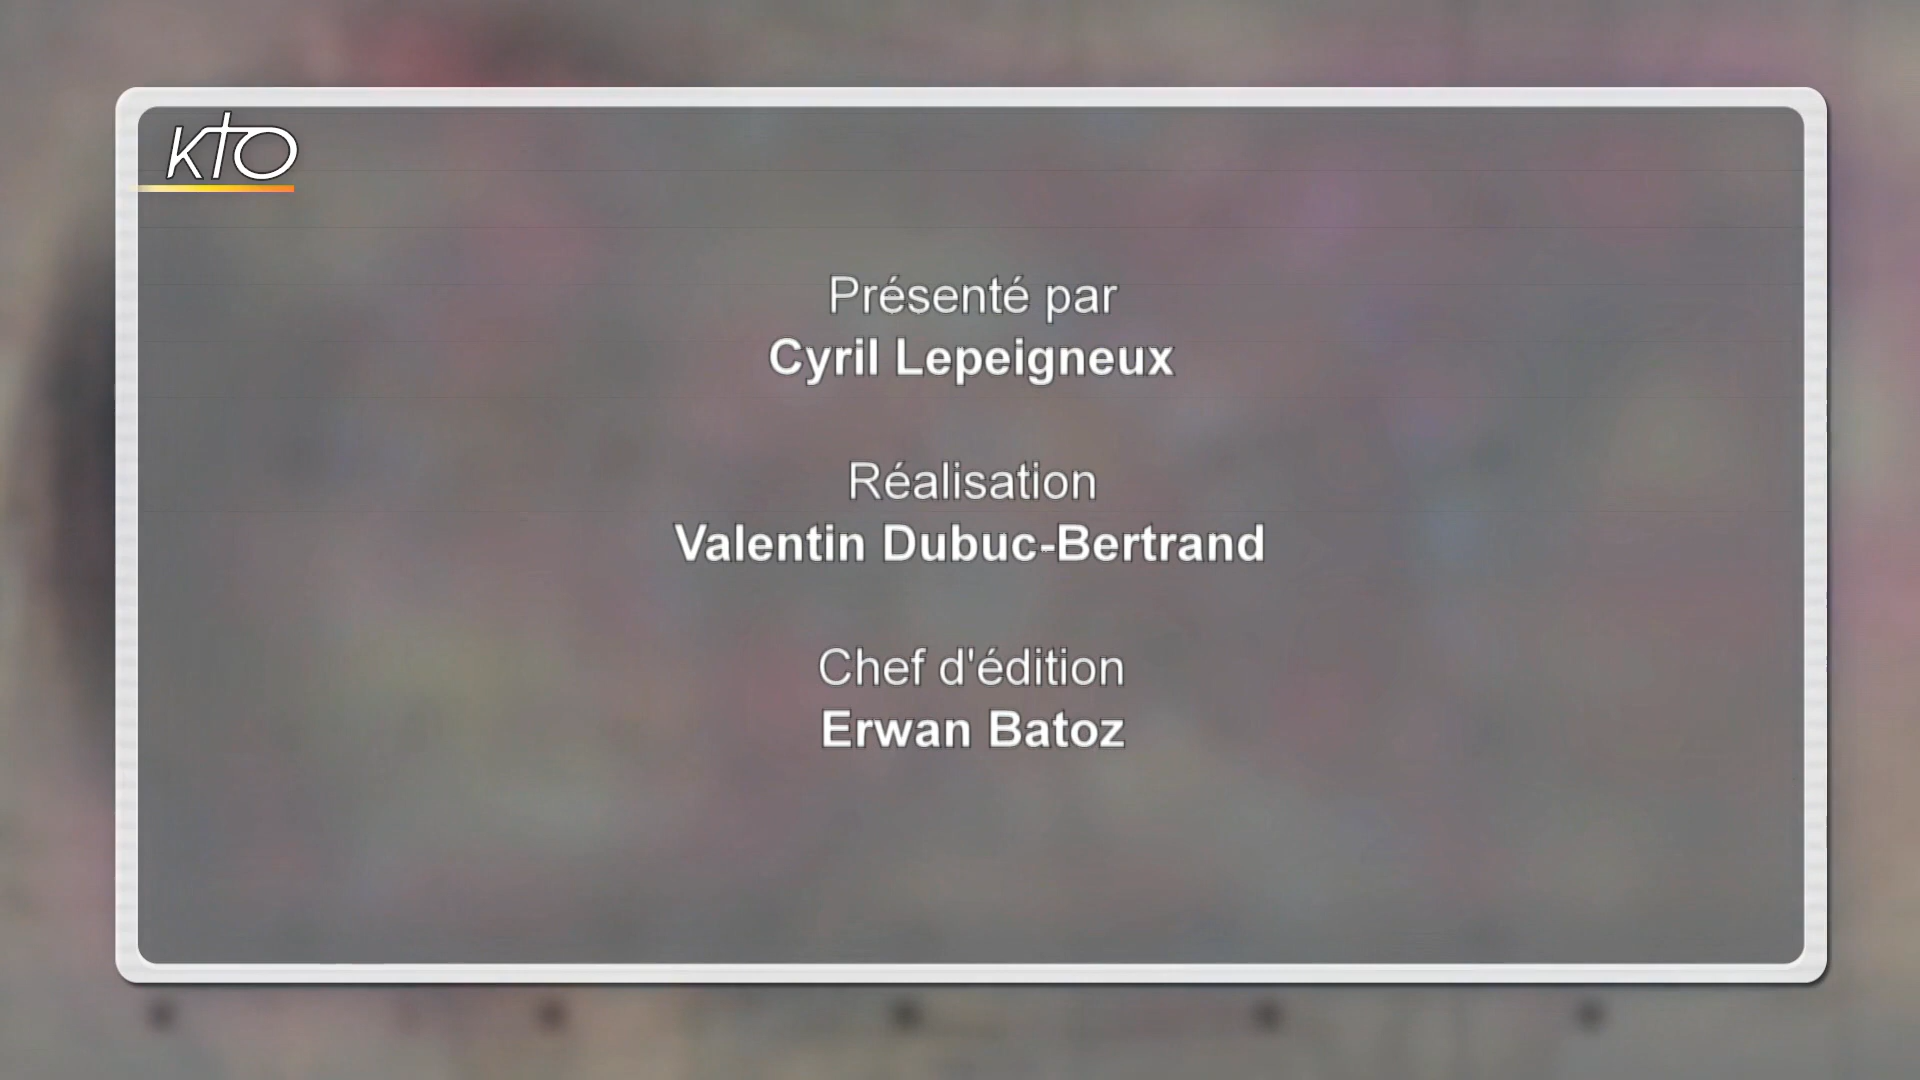 KTO
Présenté par
Cyril Lepeigneux
Réalisation
Valentin Dubuc-Bertrand
Chef d'édition
Erwan Batoz